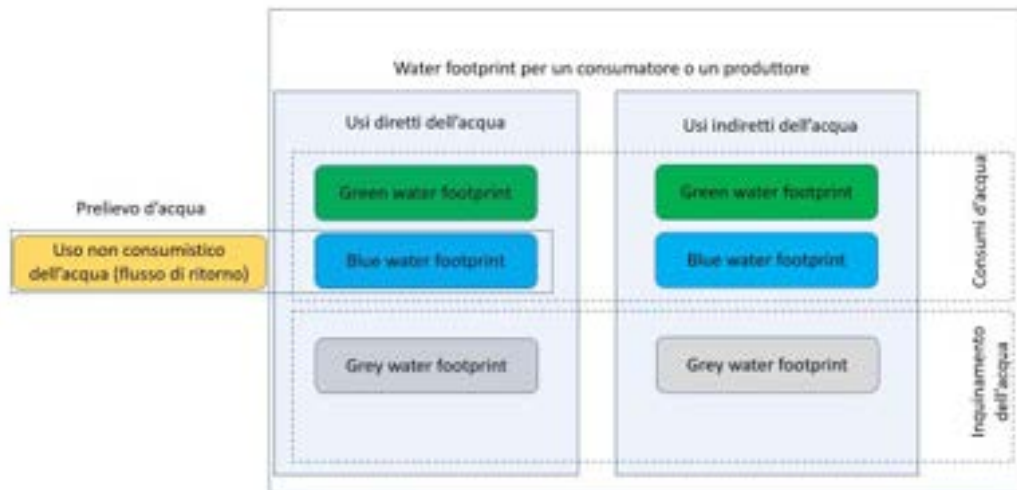 Water footprint per un consumatore o un produttore
Usi diretti dell'acqua
Usi indiretti dell'acqua
Green water footprint
Green water footprint
Prelievo d'acqua
Uso non consumistico
dell'acqua (flusso di ritorno)
Blue water footprint
Blue water footprint
Consumi d'acqua
Grey water footprint
Grey water footprint
Inquinamento
dell'acqua